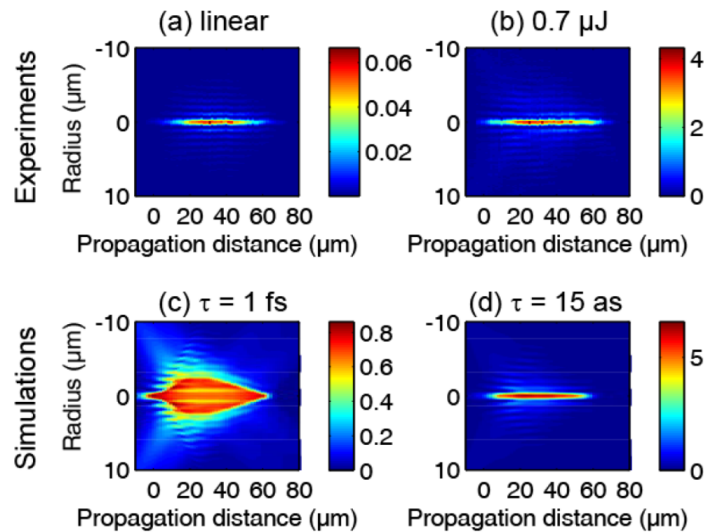 (a) linear
(b) 0.7 μJ
Experiments
Radius (μm)
-10
0
10
0 20 40 60 80
Propagation distance (μm)
0.06
0.04
0.02
-10
0
10
0 20 40 60 80
Propagation distance (μm)
4
2
0
(c) τ = 1 fs
(d) τ = 15 as
Simulations
Radius (μm)
-10
0
10
0 20 40 60 80
Propagation distance (μm)
0.8
0.6
0.4
0.2
0
-10
0
10
0 20 40 60 80
Propagation distance (μm)
5
0